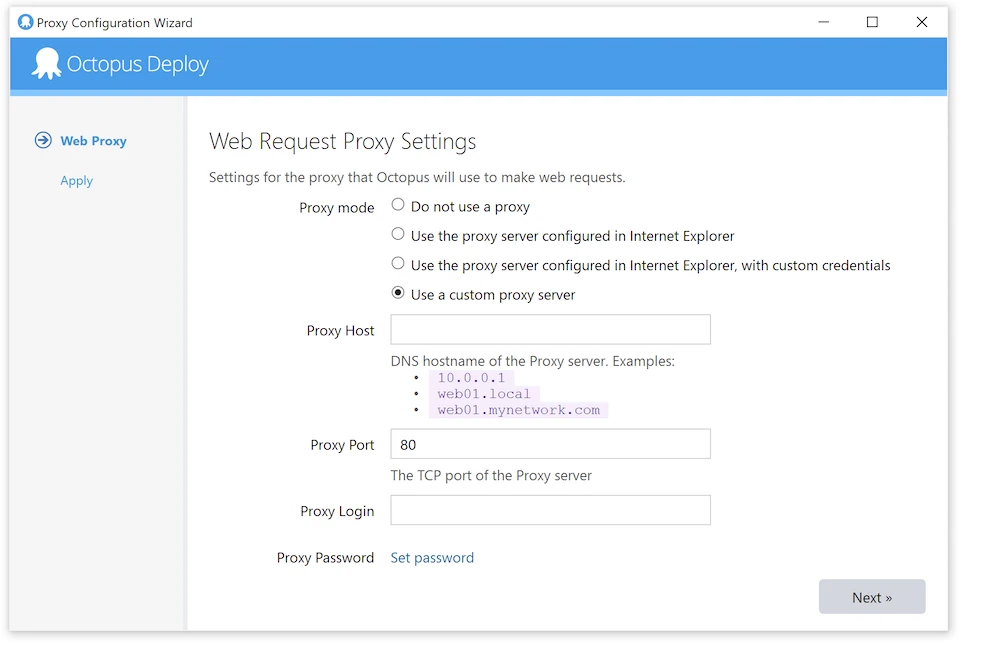 Proxy Configuration Wizard
Octopus Deploy
Web Proxy
Apply
Web Request Proxy Settings
Settings for the proxy that Octopus will use to make web requests.
Proxy mode
Do not use a proxy
Use the proxy server configured in Internet Explorer
Use the proxy server configured in Internet Explorer, with custom credentials
Use a custom proxy server
Proxy Host
DNS hostname of the Proxy server. Examples:
• 10.0.0.1
• web01.local
• web01.mynetwork.com
Proxy Port 80
The TCP port of the Proxy server
Proxy Login
Proxy Password Set password
Next »